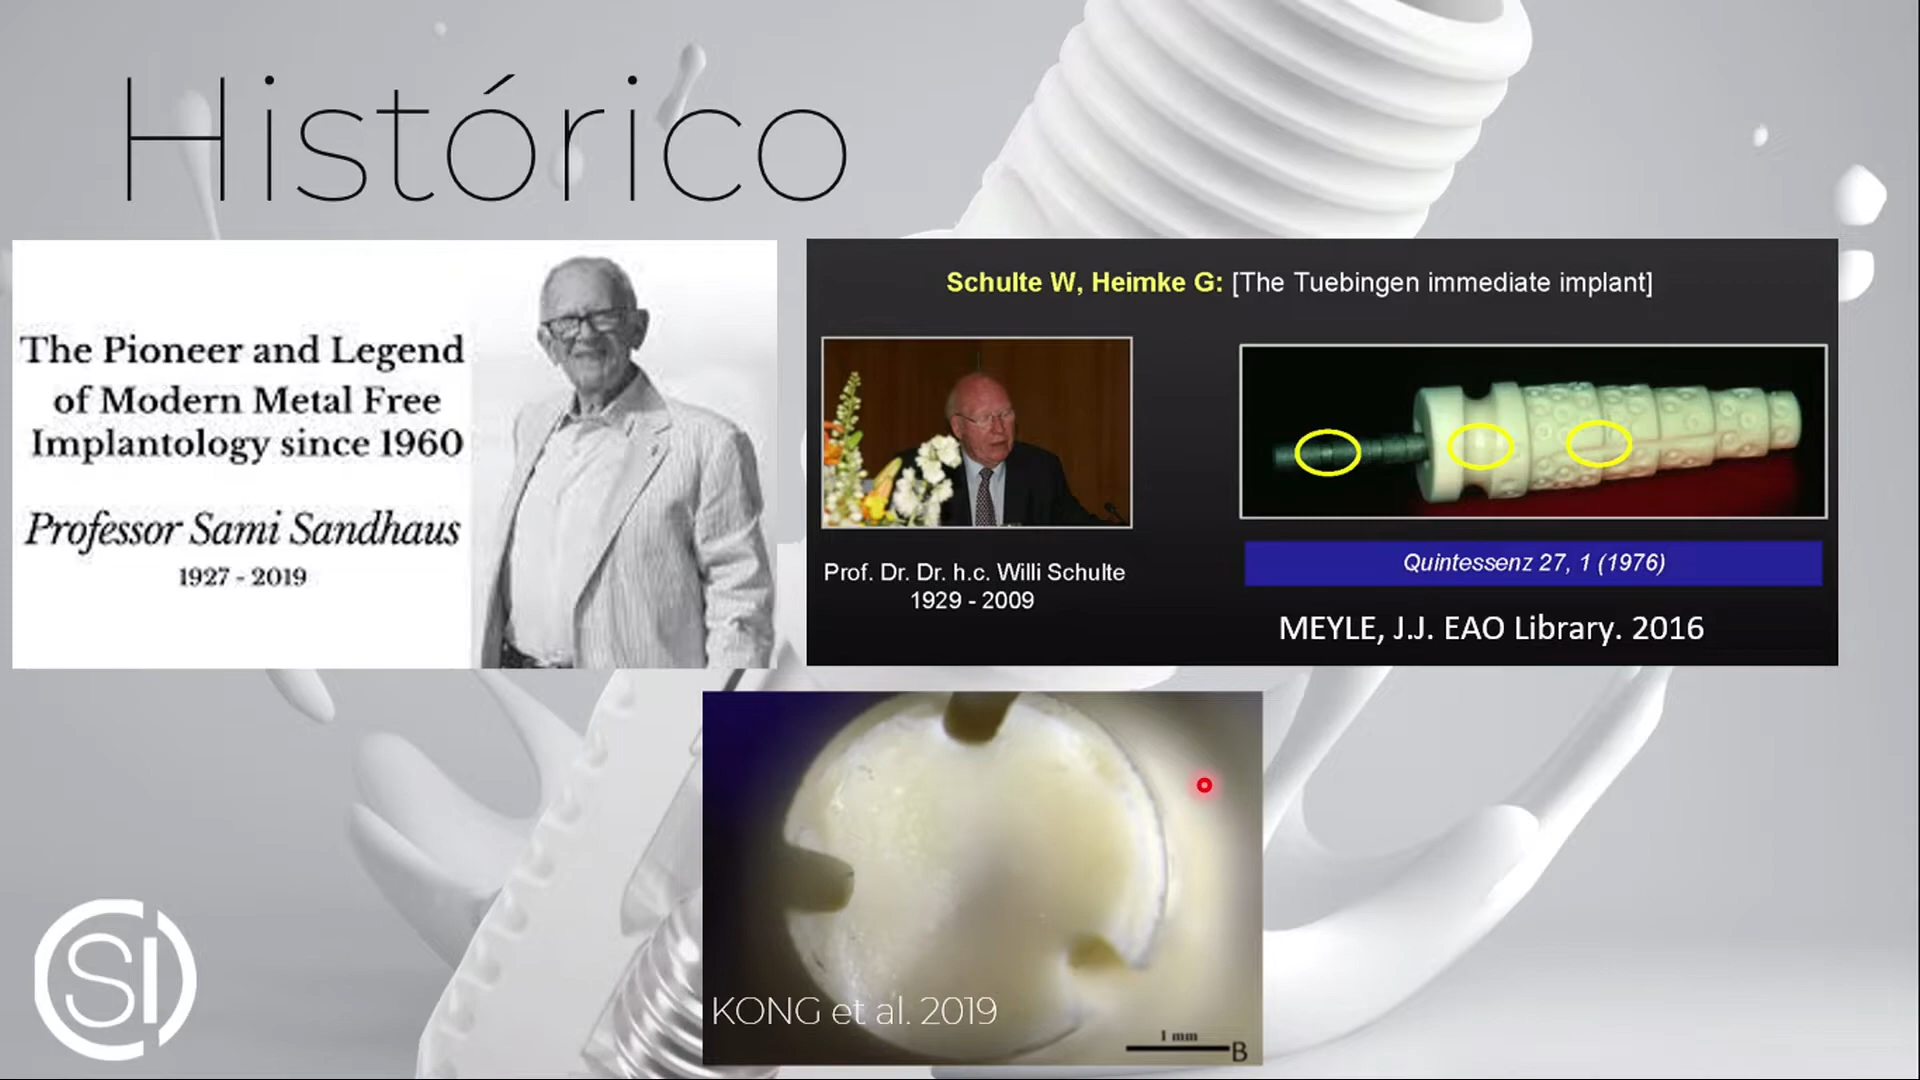 Histórico
The Pioneer and Legend
of Modern Metal Free
Implantology since 1960
Professor Sami Sandhaus
1927 - 2019
Schulte W, Heimke G: [The Tuebingen immediate implant]
Prof. Dr. Dr. h.c. Willi Schulte
1929 - 2009
Quintessenz 27, 1 (1976)
MEYLE, J.J. EAO Library. 2016
KONG et al. 2019
1 mm
B
CSI